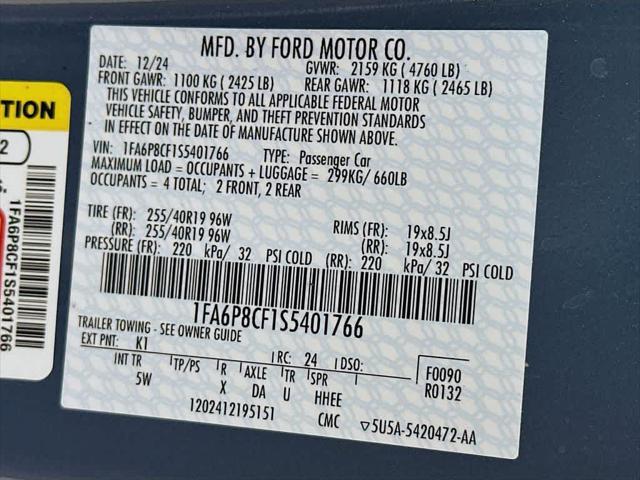 MFD. BY FORD MOTOR CO.
DATE: 12/24 GVWR: 2159 KG ( 4760 LB)
FRONT GAWR: 1100 KG ( 2425 LB) REAR GAWR: 1118 KG ( 2465 LB)
THIS VEHICLE CONFORMS TO ALL APPLICABLE FEDERAL MOTOR
VEHICLE SAFETY, BUMPER, AND THEFT PREVENTION STANDARDS
IN EFFECT ON THE DATE OF MANUFACTURE SHOWN ABOVE.
VIN: 1FA6P8CF1S5401766 TYPE: Passenger Car
MAXIMUM LOAD = OCCUPANTS + LUGGAGE = 299KG/ 660LB
OCCUPANTS = 4 TOTAL; 2 FRONT, 2 REAR
TIRE (FR): 255/40R19 96W RIMS (FR): 19x8.5J
(RR): 255/40R19 96W (RR): 19x8.5J
PRESSURE (FR): 220 kPa/ 32 PSI COLD (RR): 220 kPa/ 32 PSI COLD
1FA6P8CF1S5401766
TRAILER TOWING - SEE OWNER GUIDE
EXT PNT: K1 RC: 24 DSO: F0090
R0132
INT TR TP/PS R AXLE TR SPR
5W X DA U HHEE
120241219515​1 CMC ▽5U5A-5420472-AA
TION
2
1FA6P8CF1S5401766